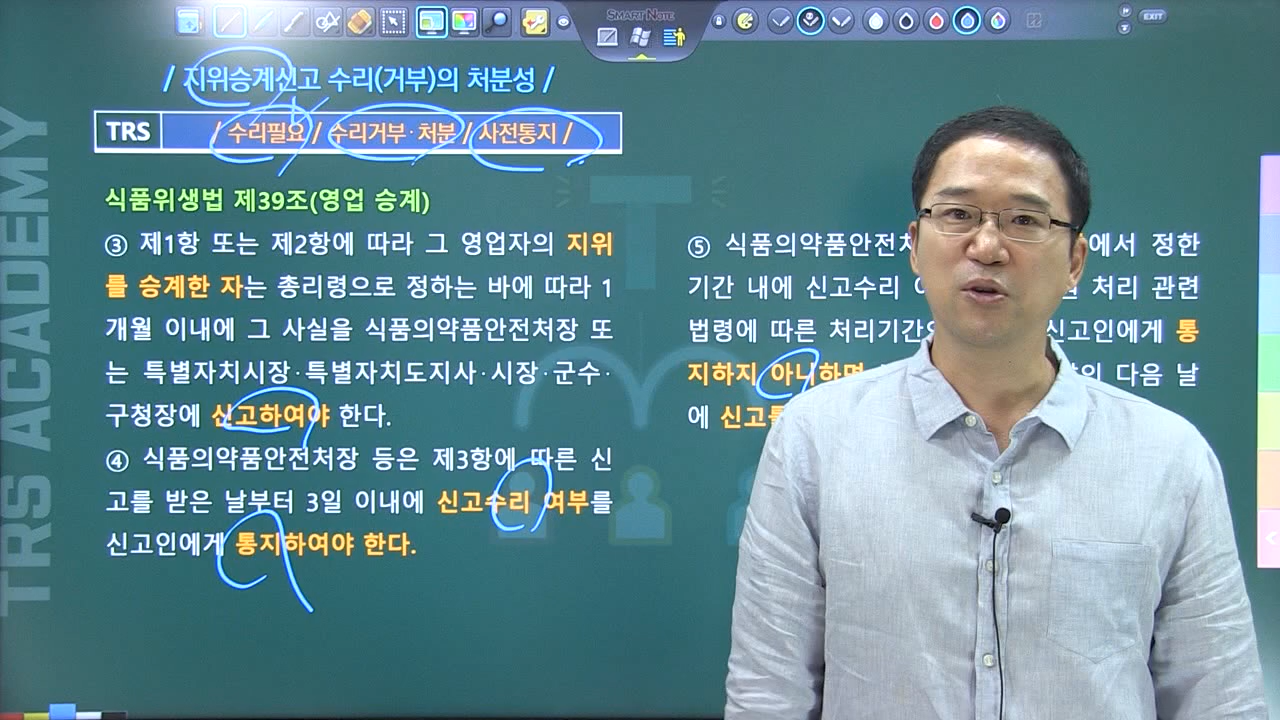 SMARTNOTE
EXIT
/ 지위승계신고 수리(거부)의 처분성 /
TRS / 수리필요 / 수리거부·처분 / 사전통지 /
식품위생법 제39조(영업 승계)
③ 제1항 또는 제2항에 따라 그 영업자의 지위
를 승계한 자는 총리령으로 정하는 바에 따라 1
개월 이내에 그 사실을 식품의약품안전처장 또
는 특별자치시장·특별자치도지사·시장·군수·
구청장에 신고하여야 한다.
④ 식품의약품안전처장 등은 제3항에 따른 신
고를 받은 날부터 3일 이내에 신고수리 여부를
신고인에게 통지하여야 한다.
⑤ 식품의약품안전처 에서 정한
기간 내에 신고수리 처리 관련
법령에 따른 처리기간 신고인에게 통
지하지 아니하면 다음 날
에 신고
TRS ACADEMY